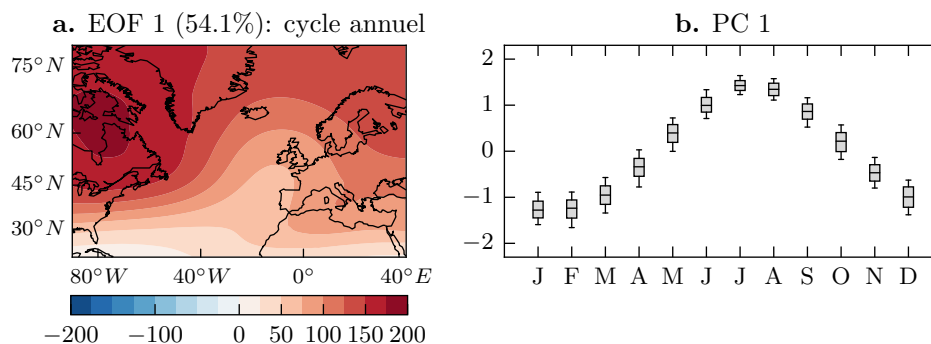 a. EOF 1 (54.1%): cycle annuel
75°N
60°N
45°N
30°N
80°W 40°W 0° 40°E
−200 −100 0 50 100 150 200
b. PC 1
2
1
0
−1
−2
J F M A M J J A S O N D